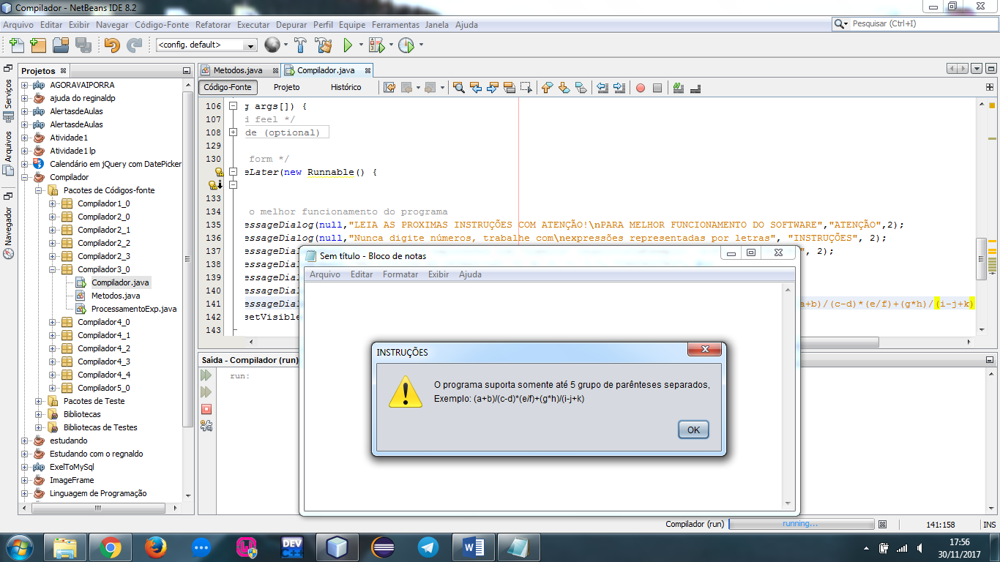 Compilador - NetBeans IDE 8.2
Arquivo Editar Exibir Navegar Código-Fonte Refatorar Executar Depurar Perfil Equipe Ferramentas Janela Ajuda
Pesquisar (Ctrl+I)
<config. default>
Serviços
Arquivos
Navegador
Projetos
AGORAVAIPORRA
ajuda do reginaldp
AlertasdeAulas
AlertasdeAulas
Atividade1
Atividade1 lp
Calendário em jQuery com DatePicker
Compilador
Pacotes de Códigos-fonte
Compilador1_0
Compilador2_0
Compilador2_1
Compilador2_2
Compilador2_3
Compilador3_0
Compilador.java
Metodos.java
ProcessamentoExp.java
Compilador4_0
Compilador4_1
Compilador4_2
Compilador4_3
Compilador4_4
Compilador5_0
Pacotes de Teste
Bibliotecas
Bibliotecas de Testes
estudando
Estudando com o regnaldo
ExelToMySql
ImageFrame
Linguagem de Programação
Metodos.java Compilador.java
Código-Fonte Projeto Histórico
106 g args[]) {
107 i feel */
108 de (optional)
129
130 form */
eLater(new Runnable() {
133
134 o melhor funcionamento do programa
135 essageDialog(null,"LEIA AS PROXIMAS INSTRUÇÕES COM ATENÇÃO!\nPARA MELHOR FUNCIONAMENTO DO SOFTWARE","ATENÇÃO",2);
136 essageDialog(null,"Nunca digite números, trabalhe com\nexpressões representadas por letras", "INSTRUÇÕES", 2);
137 essageDial ", 2);
138 essageDial
139 essageDial
140 essageDial
141 essageDial a+b)/(c-d)*(e/f)+(g*h)/(i-j+k)
142 setVisible
143
Saída - Compilador (run)
run:
Sem título - Bloco de notas
Arquivo Editar Formatar Exibir Ajuda
INSTRUÇÕES
O programa suporta somente até 5 grupo de parênteses separados,
Exemplo: (a+b)/(c-d)*(e/f)+(g*h)/(i-j+k)
OK
Compilador (run) running... 141:158 INS
DEV
C++
17:56
30/11/2017